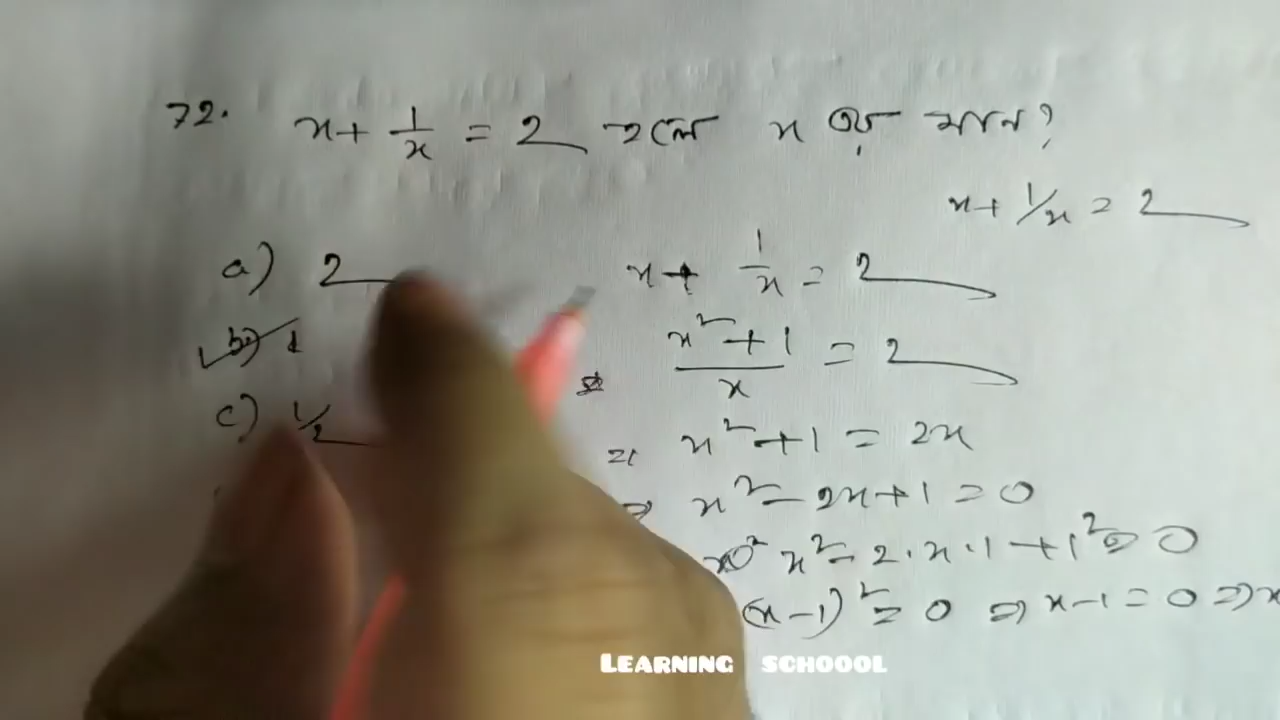 72. x + 1/x = 2 হলে x এর মান?
x + 1/x = 2
a) 2
b) 1
c) 1/2
x + 1/x = 2
(x² + 1)/x = 2
⇒ x² + 1 = 2x
⇒ x² - 2x + 1 = 0
x² - 2·x·1 + 1² = 0
(x - 1)² = 0 ⇒ x - 1 = 0 ⇒ x
LEARNING SCHOOOL